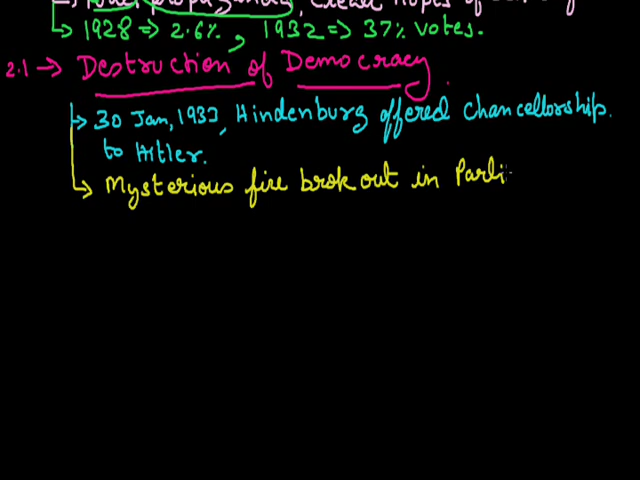 → 1928 => 2.6%, 1932 => 37% votes.
2.1 → Destruction of Democracy
→ 30 Jan, 1933, Hindenburg offered Chancellorship.
to Hitler.
→ Mysterious fire brok out in Parli